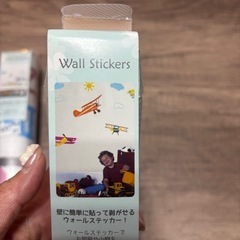 Wall Stickers
壁に簡単に貼って剥がせる
ウォールステッカー！
ウォールステッカーで